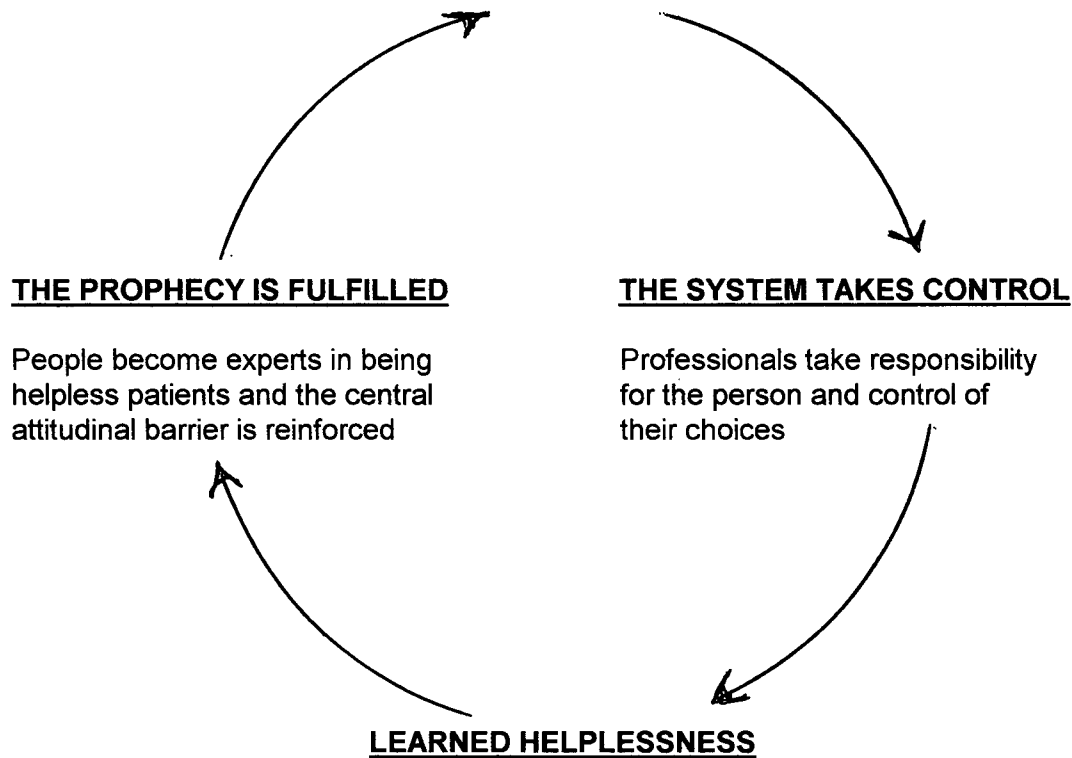 THE PROPHECY IS FULFILLED
People become experts in being
helpless patients and the central
attitudinal barrier is reinforced
THE SYSTEM TAKES CONTROL
Professionals take responsibility
for the person and control of
their choices
LEARNED HELPLESSNESS